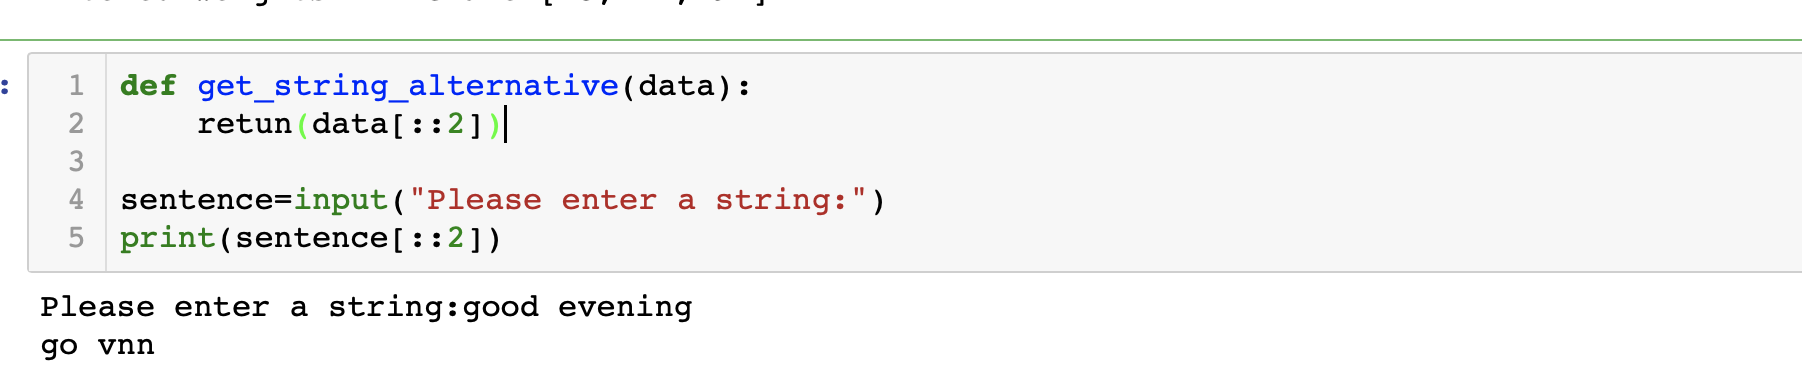 :
1 def get_string_alternative(data):
2     retun(data[::2])
3
4 sentence=input("Please enter a string:")
5 print(sentence[::2])
Please enter a string:good evening
go vnn